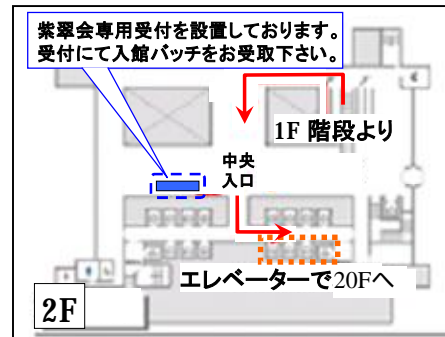 紫翠会専用受付を設置しております。
受付にて入館バッチをお受取下さい。
1F 階段より
中央
入口
エレベーターで20Fへ
2F